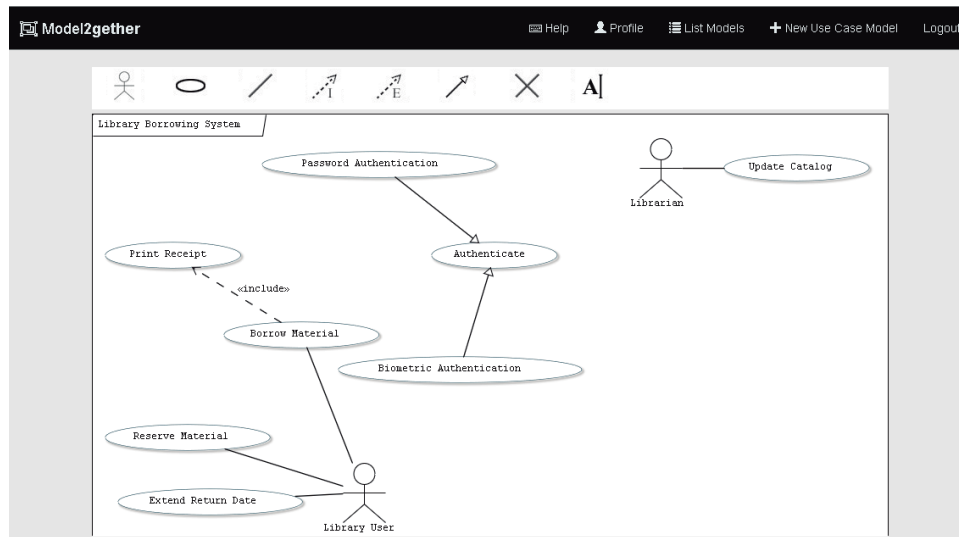 Model2gether
Help
Profile
List Models
New Use Case Model
Logout
I
E
A
Library Borrowing System
Password Authentication
Update Catalog
Librarian
Print Receipt
Authenticate
«include»
Borrow Material
Biometric Authentication
Reserve Material
Extend Return Date
Library User